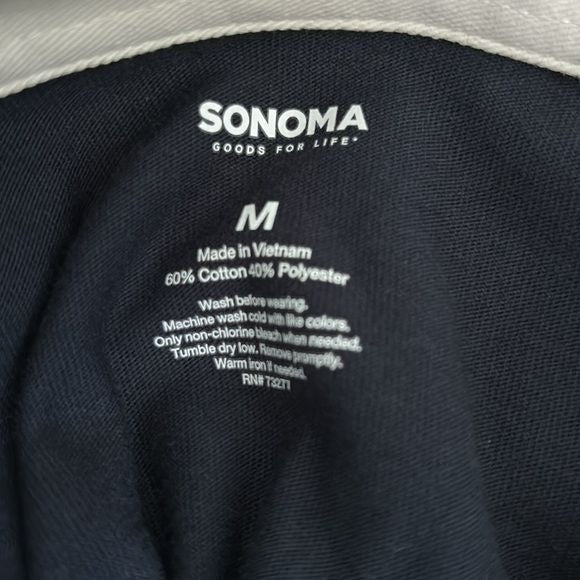 SONOMA
GOODS FOR LIFE
M
Made in Vietnam
60% Cotton 40% Polyester
Wash before wearing.
Machine wash cold with like colors.
Only non-chlorine bleach when needed.
Tumble dry low. Remove promptly.
Warm iron if needed.
RN# 73277